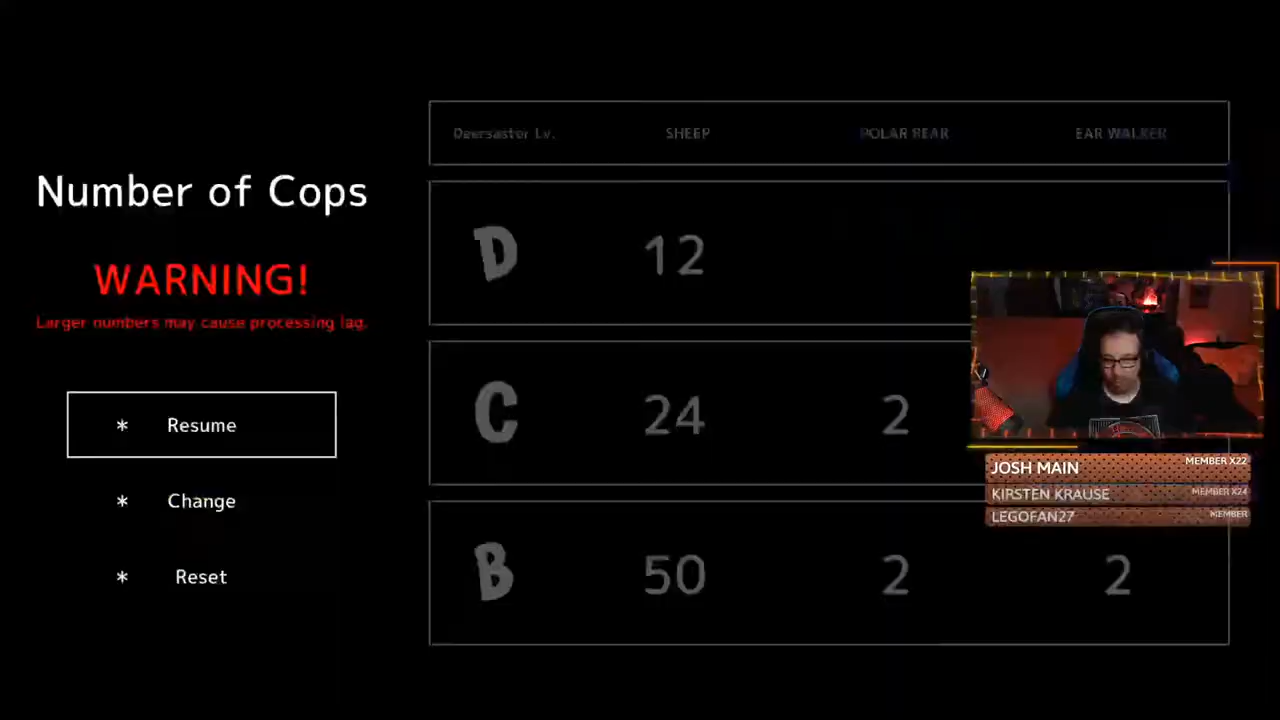 Deersaster Lv. SHEEP POLAR BEAR EAR WALKER
Number of Cops
WARNING!
Larger numbers may cause processing lag.
* Resume
* Change
* Reset
D 12
C 24 2
B 50 2 2
JOSH MAIN MEMBER X22
KIRSTEN KRAUSE MEMBER X24
LEGOFAN27 MEMBER